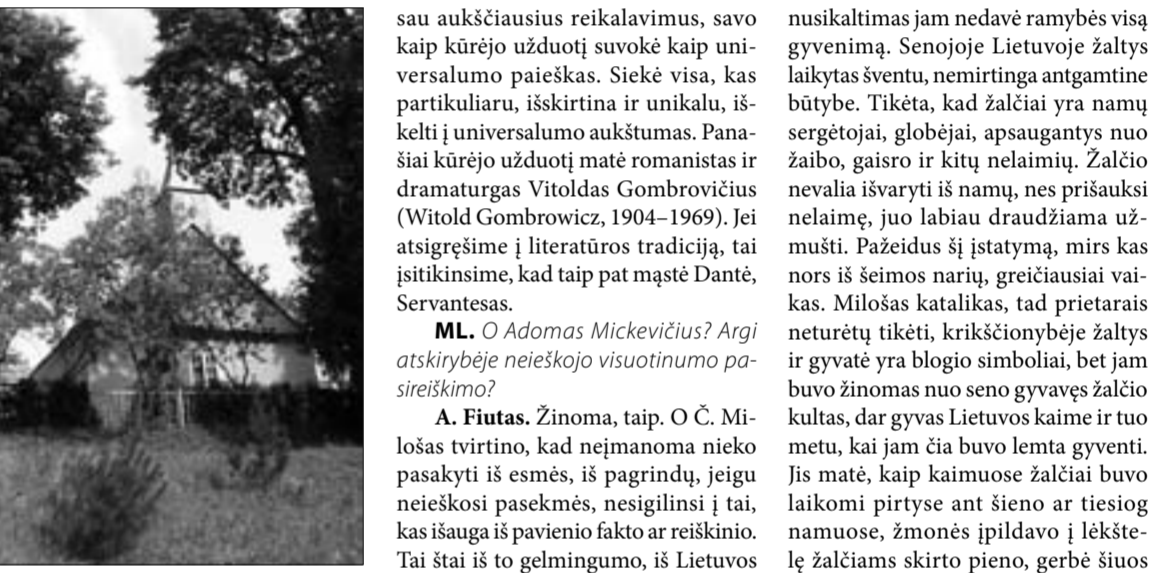 sau aukščiausius reikalavimus, savo
kaip kūrėjo užduotį suvokė kaip uni-
versalumo paieškas. Siekė visa, kas
partikuliaru, išskirtina ir unikalu, iš-
kelti į universalumo aukštumas. Pana-
šiai kūrėjo užduotį matė romanistas ir
dramaturgas Vitoldas Gombrovičius
(Witold Gombrowicz, 1904–1969). Jei
atsigręšime į literatūros tradiciją, tai
įsitikinsime, kad taip pat mąstė Dantė,
Servantesas.
ML. O Adomas Mickevičius? Argi
atskirybėje neieškojo visuotinumo pa-
sireiškimo?
A. Fiutas. Žinoma, taip. O Č. Mi-
lošas tvirtino, kad neįmanoma nieko
pasakyti iš esmės, iš pagrindų, jeigu
neieškosi pasekmės, nesigilinsi į tai,
kas išauga iš pavienio fakto ar reiškinio.
Tai štai iš to gelmingumo, iš Lietuvos
nusikaltimas jam nedavė ramybės visą
gyvenimą. Senojoje Lietuvoje žaltys
laikytas šventu, nemirtinga antgamtine
būtybe. Tikėta, kad žalčiai yra namų
sergėtojai, globėjai, apsaugantys nuo
žaibo, gaisro ir kitų nelaimių. Žalčio
nevalia išvaryti iš namų, nes prišauksi
nelaimę, juo labiau draudžiama už-
mušti. Pažeidus šį įstatymą, mirs kas
nors iš šeimos narių, greičiausiai vai-
kas. Milošas katalikas, tad prietarais
neturėtų tikėti, krikščionybėje žaltys
ir gyvatė yra blogio simboliai, bet jam
buvo žinomas nuo seno gyvavęs žalčio
kultas, dar gyvas Lietuvos kaime ir tuo
metu, kai jam čia buvo lemta gyventi.
Jis matė, kaip kaimuose žalčiai buvo
laikomi pirtyse ant šieno ar tiesiog
namuose, žmonės įpildavo į lėkšte-
lę žalčiams skirto pieno, gerbė šiuos